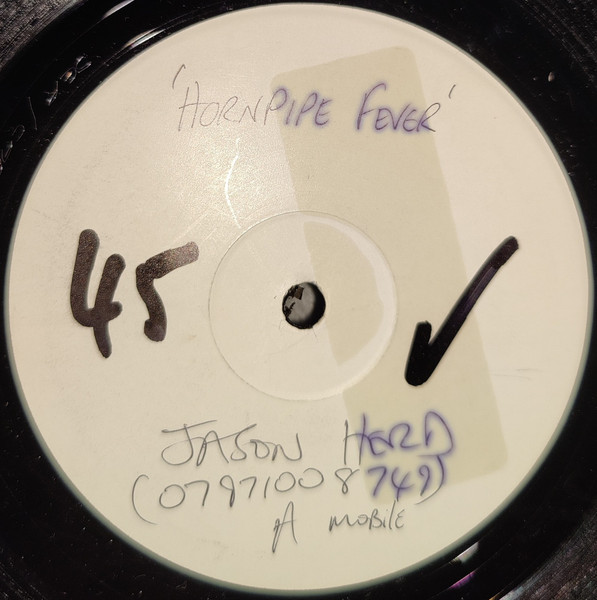 'HORNPIPE FEVER'
45
JASON HERD
(07971008749)
A MOBILE